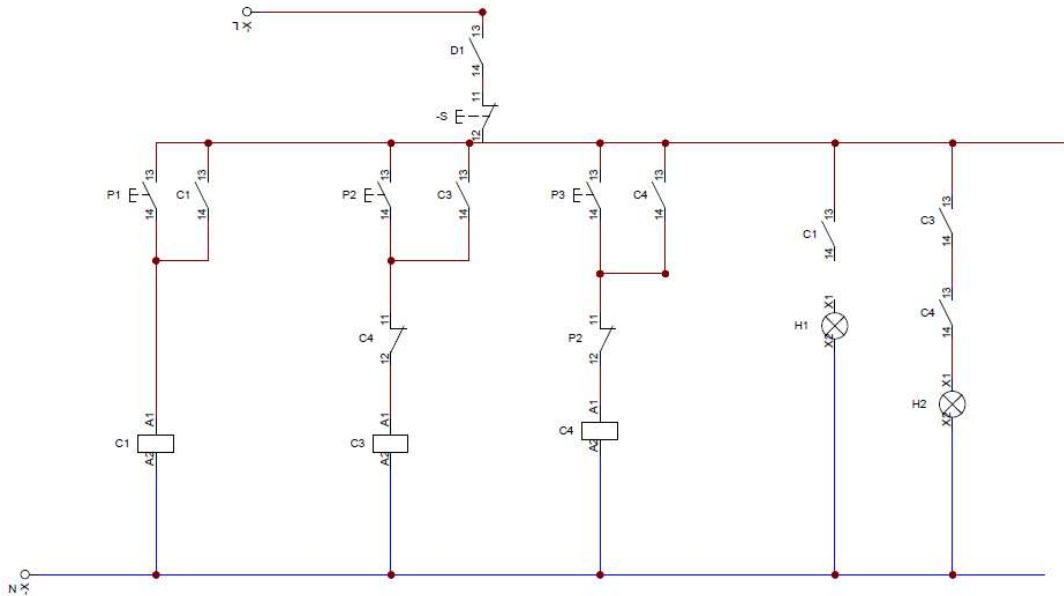 L -X
13
D1
14
11
-S
12
13 13 13 13 13 13
P1 C1 P2 C3 P3 C4
14 14 14 14 14 14
13 13
C1 C3
14 14
11 11
C4 P2
12 12
13
C4
14
X1
H1
X2
X1
H2
X2
A1 A1 A1
C1 C3 C4
A2 A2 A2
N -X